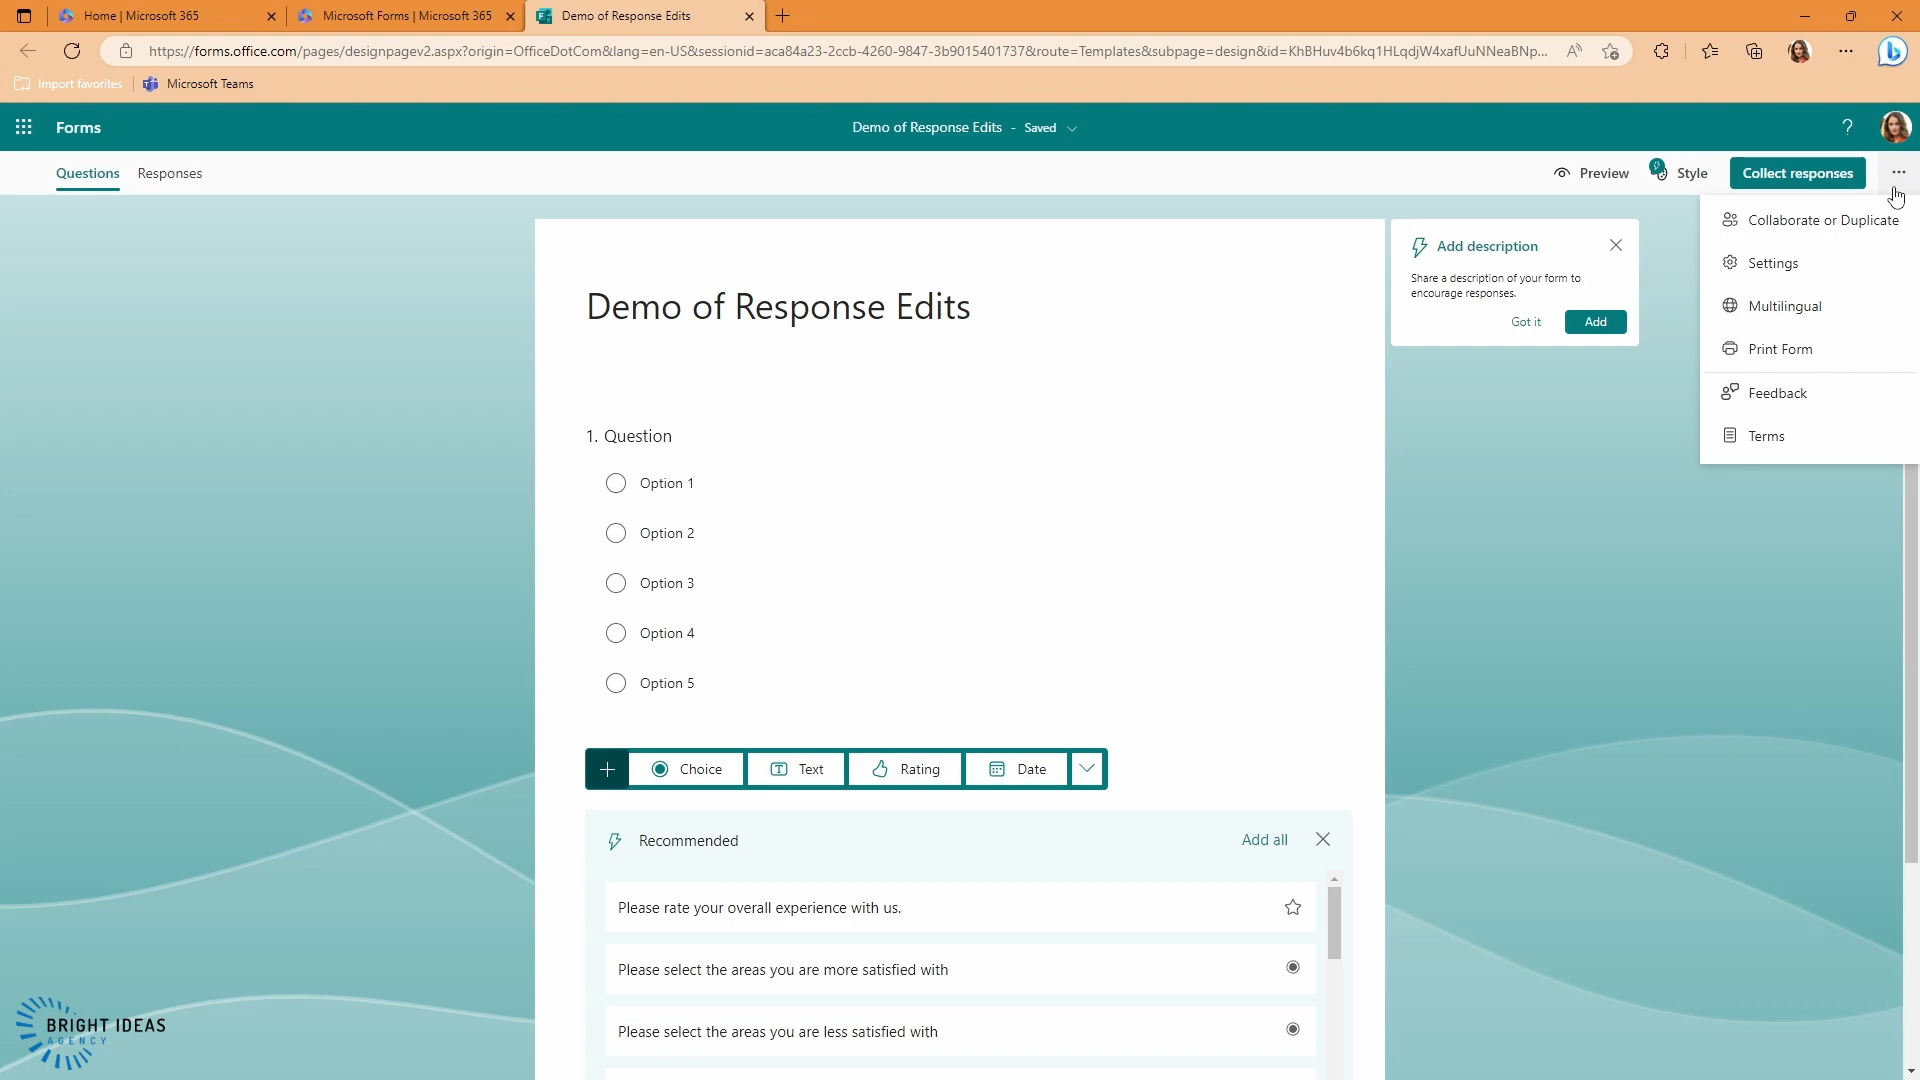 Home | Microsoft 365
Microsoft Forms | Microsoft 365
Demo of Response Edits
https://forms.office.com/pages/designpagev2.aspx?origin=OfficeDotCom&lang=en-US&sessionid=aca84a23-2ccb-4260-9847-3b9015401737&route=Templates&subpage=design&id=KhBHuv4b6kq1HLqdjW4xafUuNNeaBNp...
Import favorites
Microsoft Teams
Forms
Demo of Response Edits - Saved
?
Questions
Responses
Preview
Style
Collect responses
Collaborate or Duplicate
Settings
Multilingual
Print Form
Feedback
Terms
Add description
Share a description of your form to
encourage responses.
Got it
Add
Demo of Response Edits
1. Question
Option 1
Option 2
Option 3
Option 4
Option 5
Choice
Text
Rating
Date
Recommended
Add all
Please rate your overall experience with us.
Please select the areas you are more satisfied with
Please select the areas you are less satisfied with
BRIGHT IDEAS
AGENCY